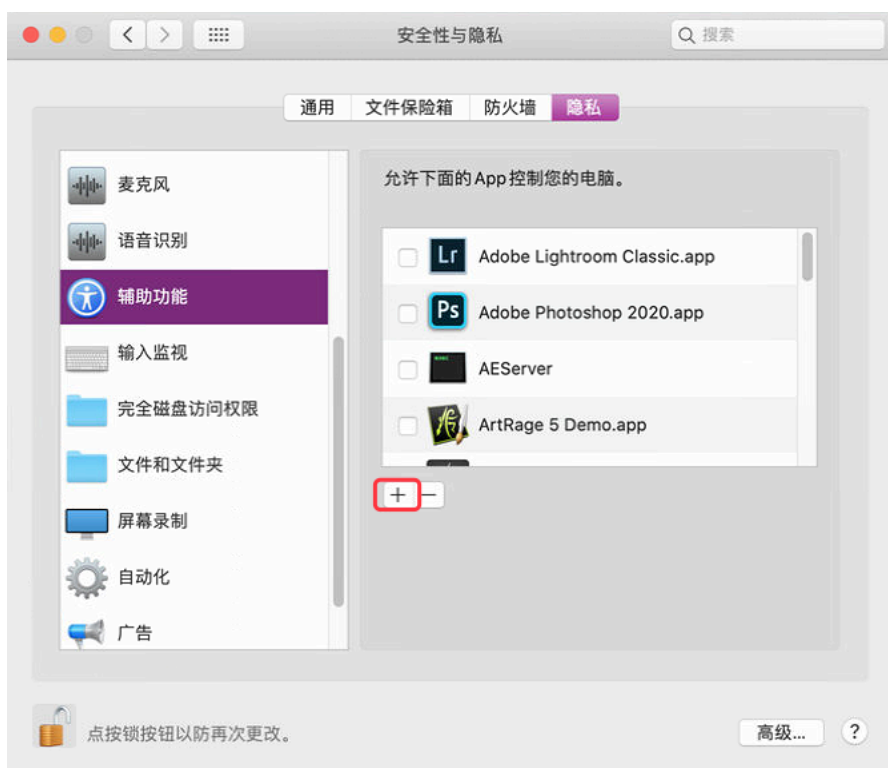 安全性与隐私
搜索
通用 文件保险箱 防火墙 隐私
麦克风
语音识别
辅助功能
输入监视
完全磁盘访问权限
文件和文件夹
屏幕录制
自动化
广告
允许下面的 App 控制您的电脑。
Lr Adobe Lightroom Classic.app
Ps Adobe Photoshop 2020.app
AEServer
ArtRage 5 Demo.app
+ −
点按锁按钮以防再次更改。
高级... ?